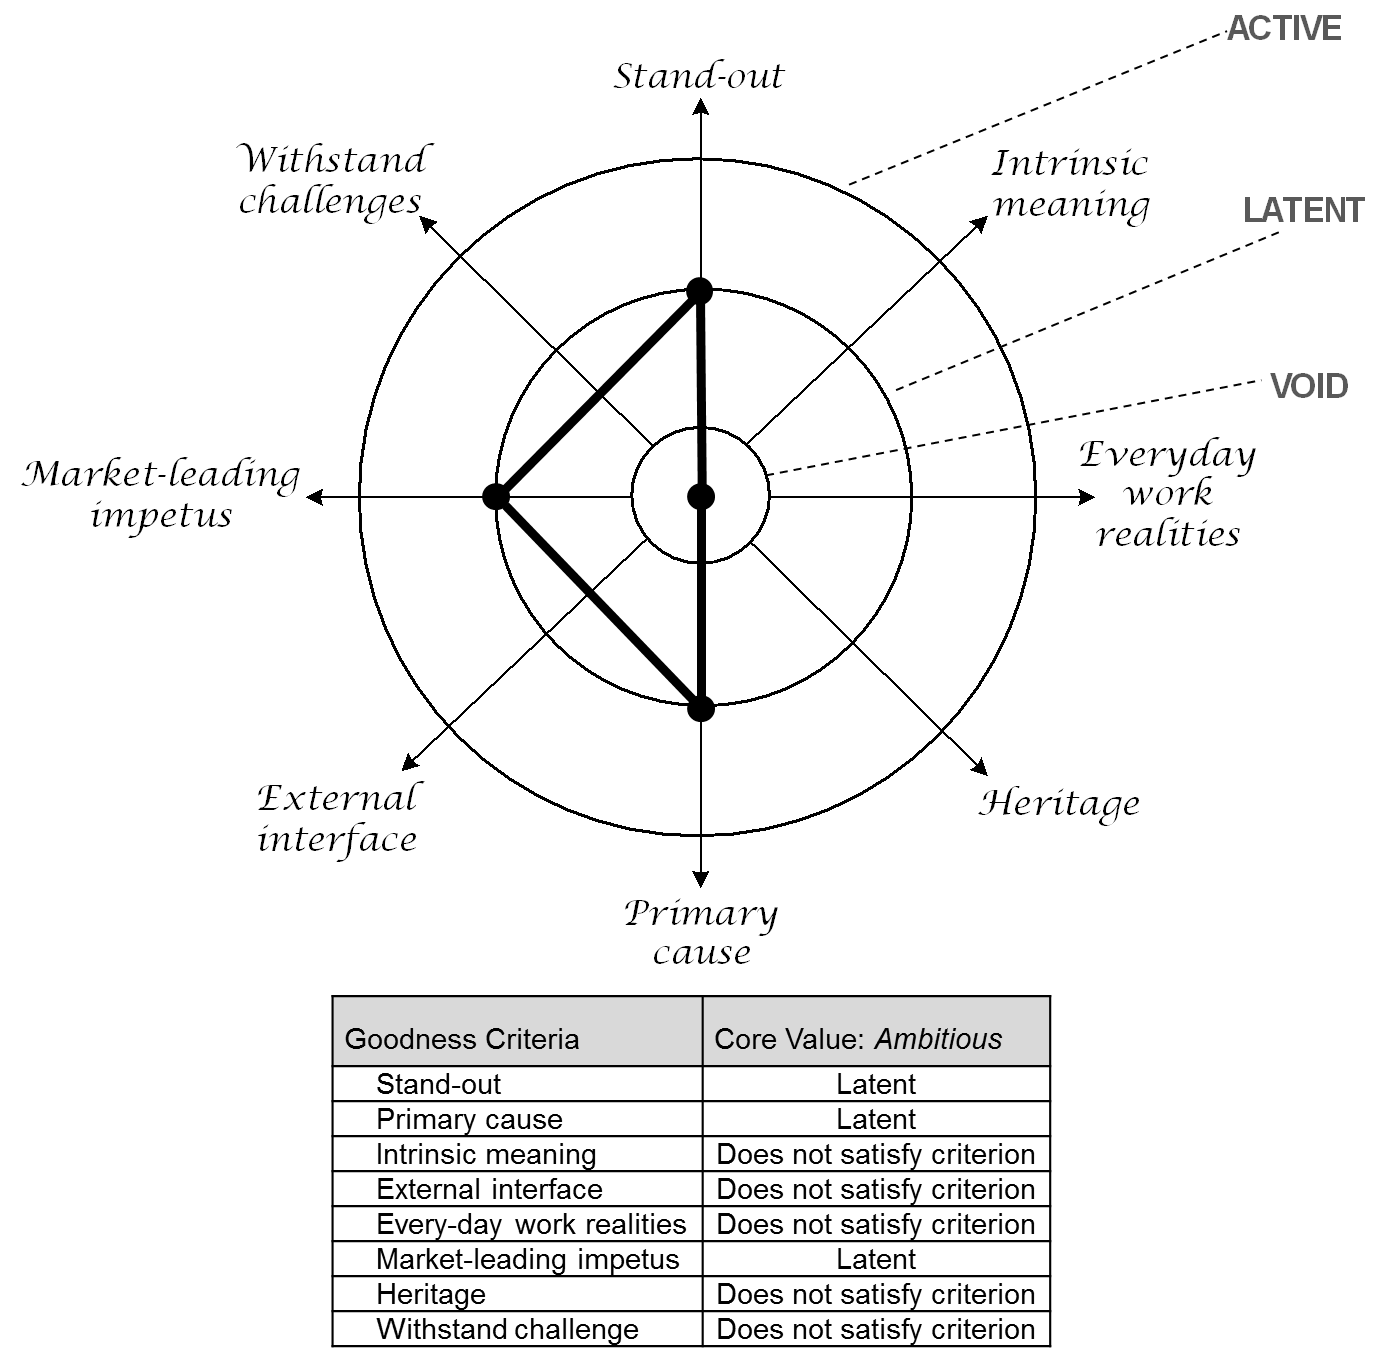 ACTIVE
Stand-out
Withstand
challenges
Intrinsic
meaning
LATENT
VOID
Market-leading
impetus
Everyday
work
realities
External
interface
Heritage
Primary
cause
Goodness Criteria Core Value: Ambitious
Stand-out Latent
Primary cause Latent
Intrinsic meaning Does not satisfy criterion
External interface Does not satisfy criterion
Every-day work realities Does not satisfy criterion
Market-leading impetus Latent
Heritage Does not satisfy criterion
Withstand challenge Does not satisfy criterion